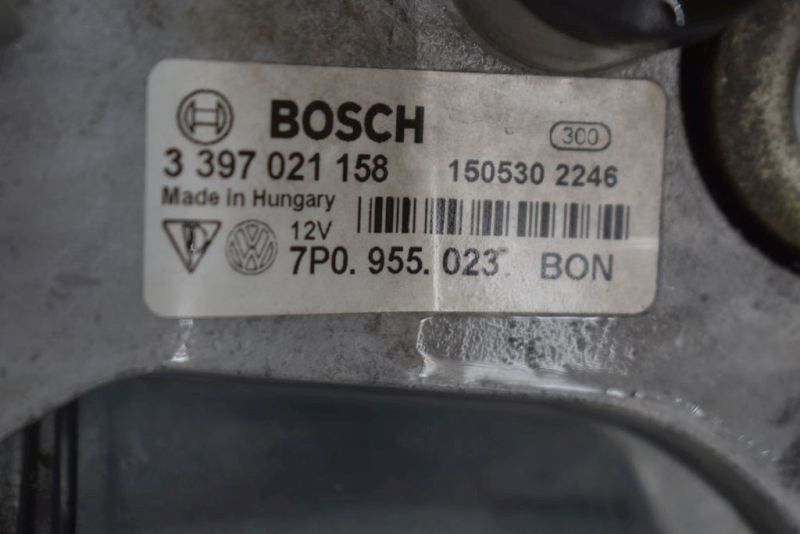 BOSCH 300
3 397 021 158 150530 2246
Made in Hungary
12V
7P0. 955. 023 BON